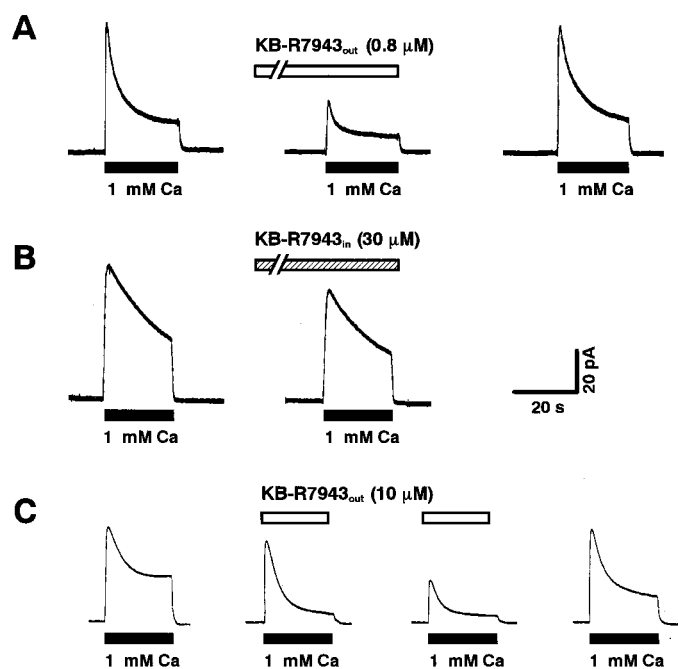 A
KB-R7943out (0.8 μM)
1 mM Ca
1 mM Ca
1 mM Ca
B
KB-R7943in (30 μM)
1 mM Ca
1 mM Ca
20 pA
20 s
C
KB-R7943out (10 μM)
1 mM Ca
1 mM Ca
1 mM Ca
1 mM Ca